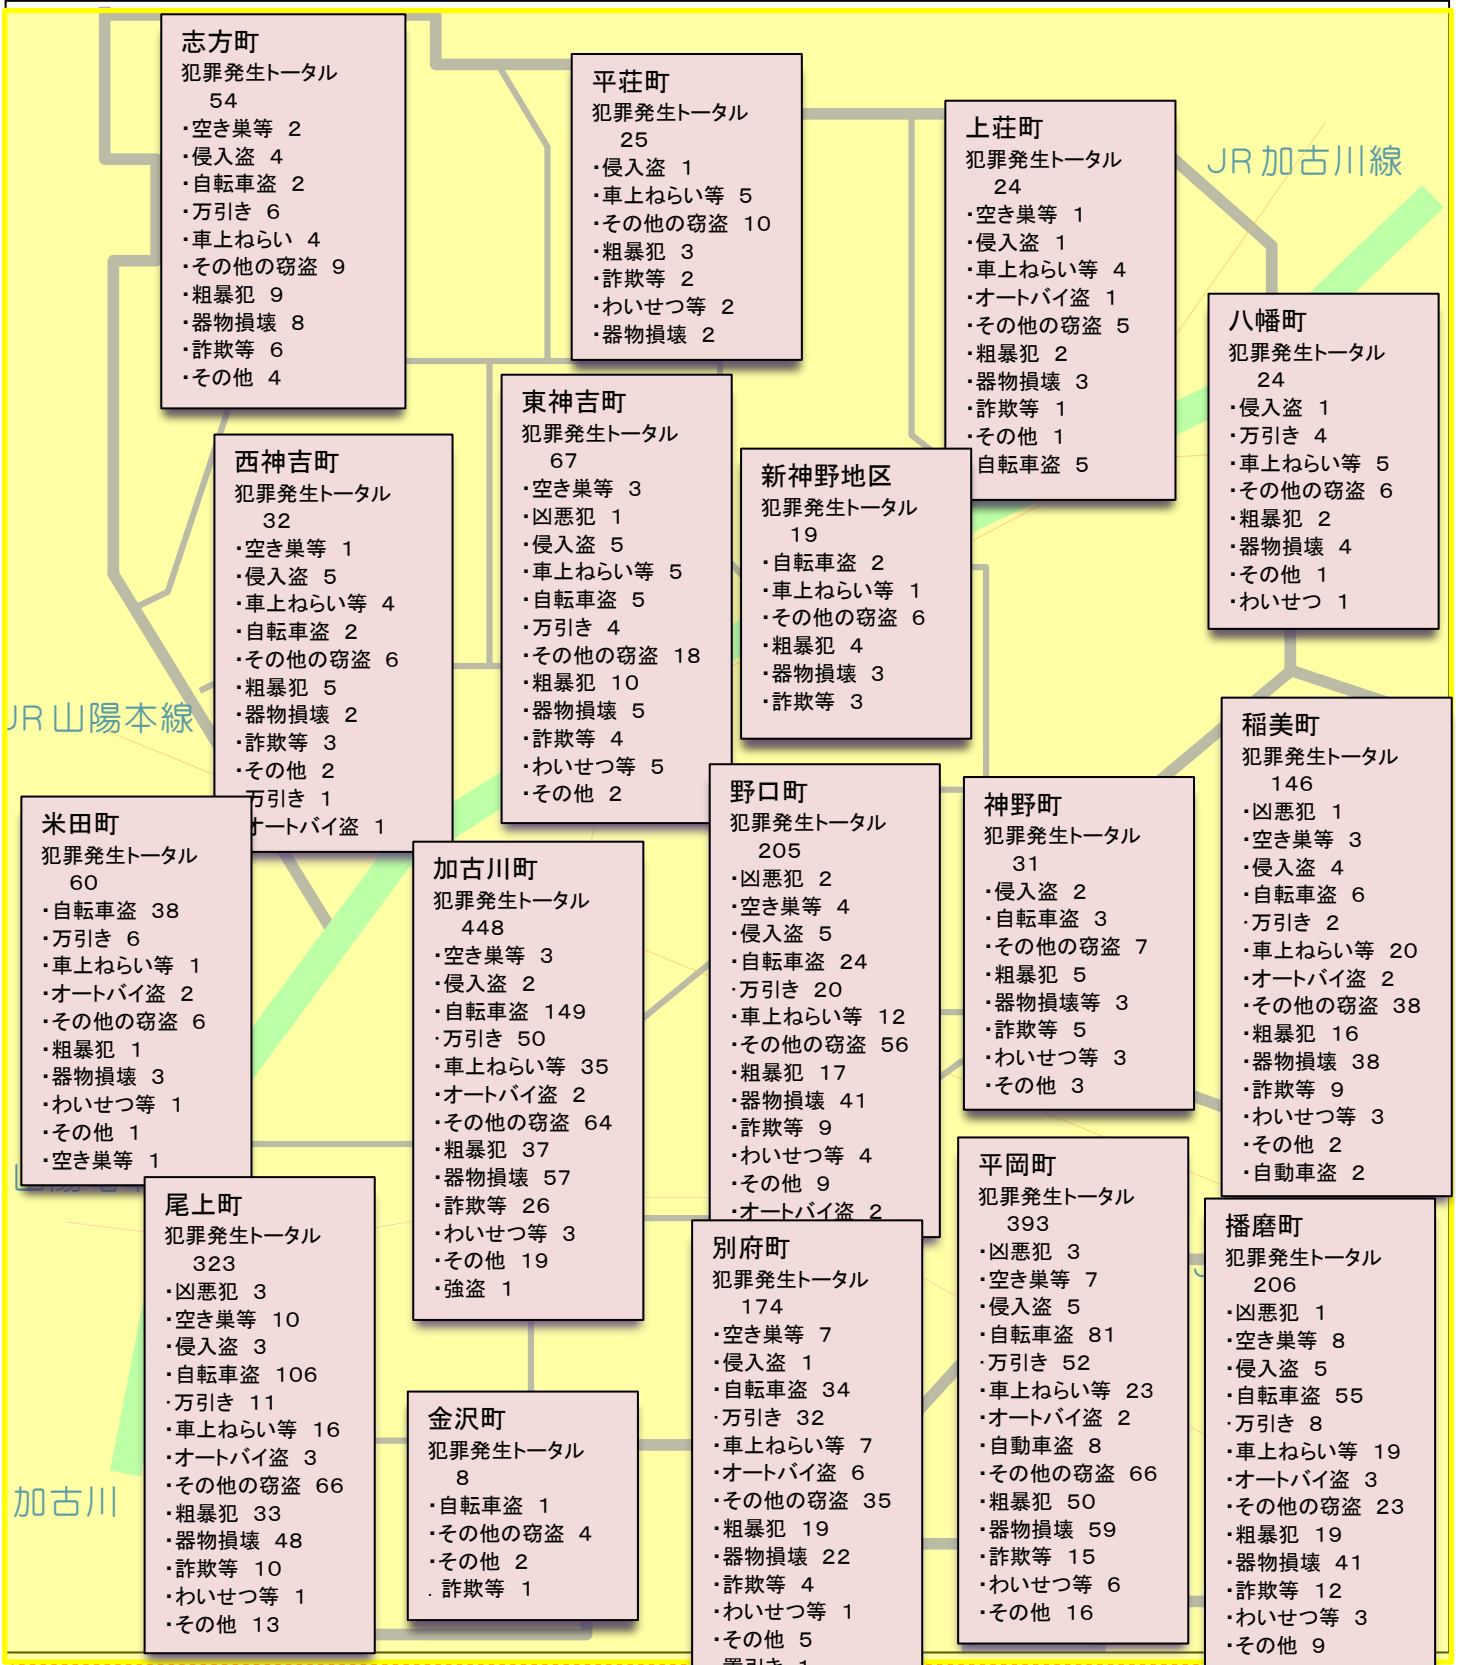 志方町
犯罪発生トータル
54
・空き巣等 2
・侵入盗 4
・自転車盗 2
・万引き 6
・車上ねらい 4
・その他の窃盗 9
・粗暴犯 9
・器物損壊 8
・詐欺等 6
・その他 4
平荘町
犯罪発生トータル
25
・侵入盗 1
・車上ねらい等 5
・その他の窃盗 10
・粗暴犯 3
・詐欺等 2
・わいせつ等 2
・器物損壊 2
上荘町
犯罪発生トータル
24
・空き巣等 1
・侵入盗 1
・車上ねらい等 4
・オートバイ盗 1
・その他の窃盗 5
・粗暴犯 2
・器物損壊 3
・詐欺等 1
・その他 1
自転車盗 5
JR加古川線
八幡町
犯罪発生トータル
24
・侵入盗 1
・万引き 4
・車上ねらい等 5
・その他の窃盗 6
・粗暴犯 2
・器物損壊 4
・その他 1
・わいせつ 1
西神吉町
犯罪発生トータル
32
・空き巣等 1
・侵入盗 5
・車上ねらい等 4
・自転車盗 2
・その他の窃盗 6
・粗暴犯 5
・器物損壊 2
・詐欺等 3
・その他 2
万引き 1
オートバイ盗 1
東神吉町
犯罪発生トータル
67
・空き巣等 3
・凶悪犯 1
・侵入盗 5
・車上ねらい等 5
・自転車盗 5
・万引き 4
・その他の窃盗 18
・粗暴犯 10
・器物損壊 5
・詐欺等 4
・わいせつ等 5
・その他 2
新神野地区
犯罪発生トータル
19
・自転車盗 2
・車上ねらい等 1
・その他の窃盗 6
・粗暴犯 4
・器物損壊 3
・詐欺等 3
JR山陽本線
米田町
犯罪発生トータル
60
・自転車盗 38
・万引き 6
・車上ねらい等 1
・オートバイ盗 2
・その他の窃盗 6
・粗暴犯 1
・器物損壊 3
・わいせつ等 1
・その他 1
・空き巣等 1
加古川町
犯罪発生トータル
448
・空き巣等 3
・侵入盗 2
・自転車盗 149
・万引き 50
・車上ねらい等 35
・オートバイ盗 2
・その他の窃盗 64
・粗暴犯 37
・器物損壊 57
・詐欺等 26
・わいせつ等 3
・その他 19
・強盗 1
野口町
犯罪発生トータル
205
・凶悪犯 2
・空き巣等 4
・侵入盗 5
・自転車盗 24
・万引き 20
・車上ねらい等 12
・その他の窃盗 56
・粗暴犯 17
・器物損壊 41
・詐欺等 9
・わいせつ等 4
・その他 9
・オートバイ盗 2
神野町
犯罪発生トータル
31
・侵入盗 2
・自転車盗 3
・その他の窃盗 7
・粗暴犯 5
・器物損壊等 3
・詐欺等 5
・わいせつ等 3
・その他 3
稲美町
犯罪発生トータル
146
・凶悪犯 1
・空き巣等 3
・侵入盗 4
・自転車盗 6
・万引き 2
・車上ねらい等 20
・オートバイ盗 2
・その他の窃盗 38
・粗暴犯 16
・器物損壊 38
・詐欺等 9
・わいせつ等 3
・その他 2
・自動車盗 2
尾上町
犯罪発生トータル
323
・凶悪犯 3
・空き巣等 10
・侵入盗 3
・自転車盗 106
・万引き 11
・車上ねらい等 16
・オートバイ盗 3
・その他の窃盗 66
・粗暴犯 33
・器物損壊 48
・詐欺等 10
・わいせつ等 1
・その他 13
加古川
金沢町
犯罪発生トータル
8
・自転車盗 1
・その他の窃盗 4
・その他 2
. 詐欺等 1
別府町
犯罪発生トータル
174
・空き巣等 7
・侵入盗 1
・自転車盗 34
・万引き 32
・車上ねらい等 7
・オートバイ盗 6
・その他の窃盗 35
・粗暴犯 19
・器物損壊 22
・詐欺等 4
・わいせつ等 1
・その他 5
平岡町
犯罪発生トータル
393
・凶悪犯 3
・空き巣等 7
・侵入盗 5
・自転車盗 81
・万引き 52
・車上ねらい等 23
・オートバイ盗 2
・自動車盗 8
・その他の窃盗 66
・粗暴犯 50
・器物損壊 59
・詐欺等 15
・わいせつ等 6
・その他 16
播磨町
犯罪発生トータル
206
・凶悪犯 1
・空き巣等 8
・侵入盗 5
・自転車盗 55
・万引き 8
・車上ねらい等 19
・オートバイ盗 3
・その他の窃盗 23
・粗暴犯 19
・器物損壊 41
・詐欺等 12
・わいせつ等 3
・その他 9